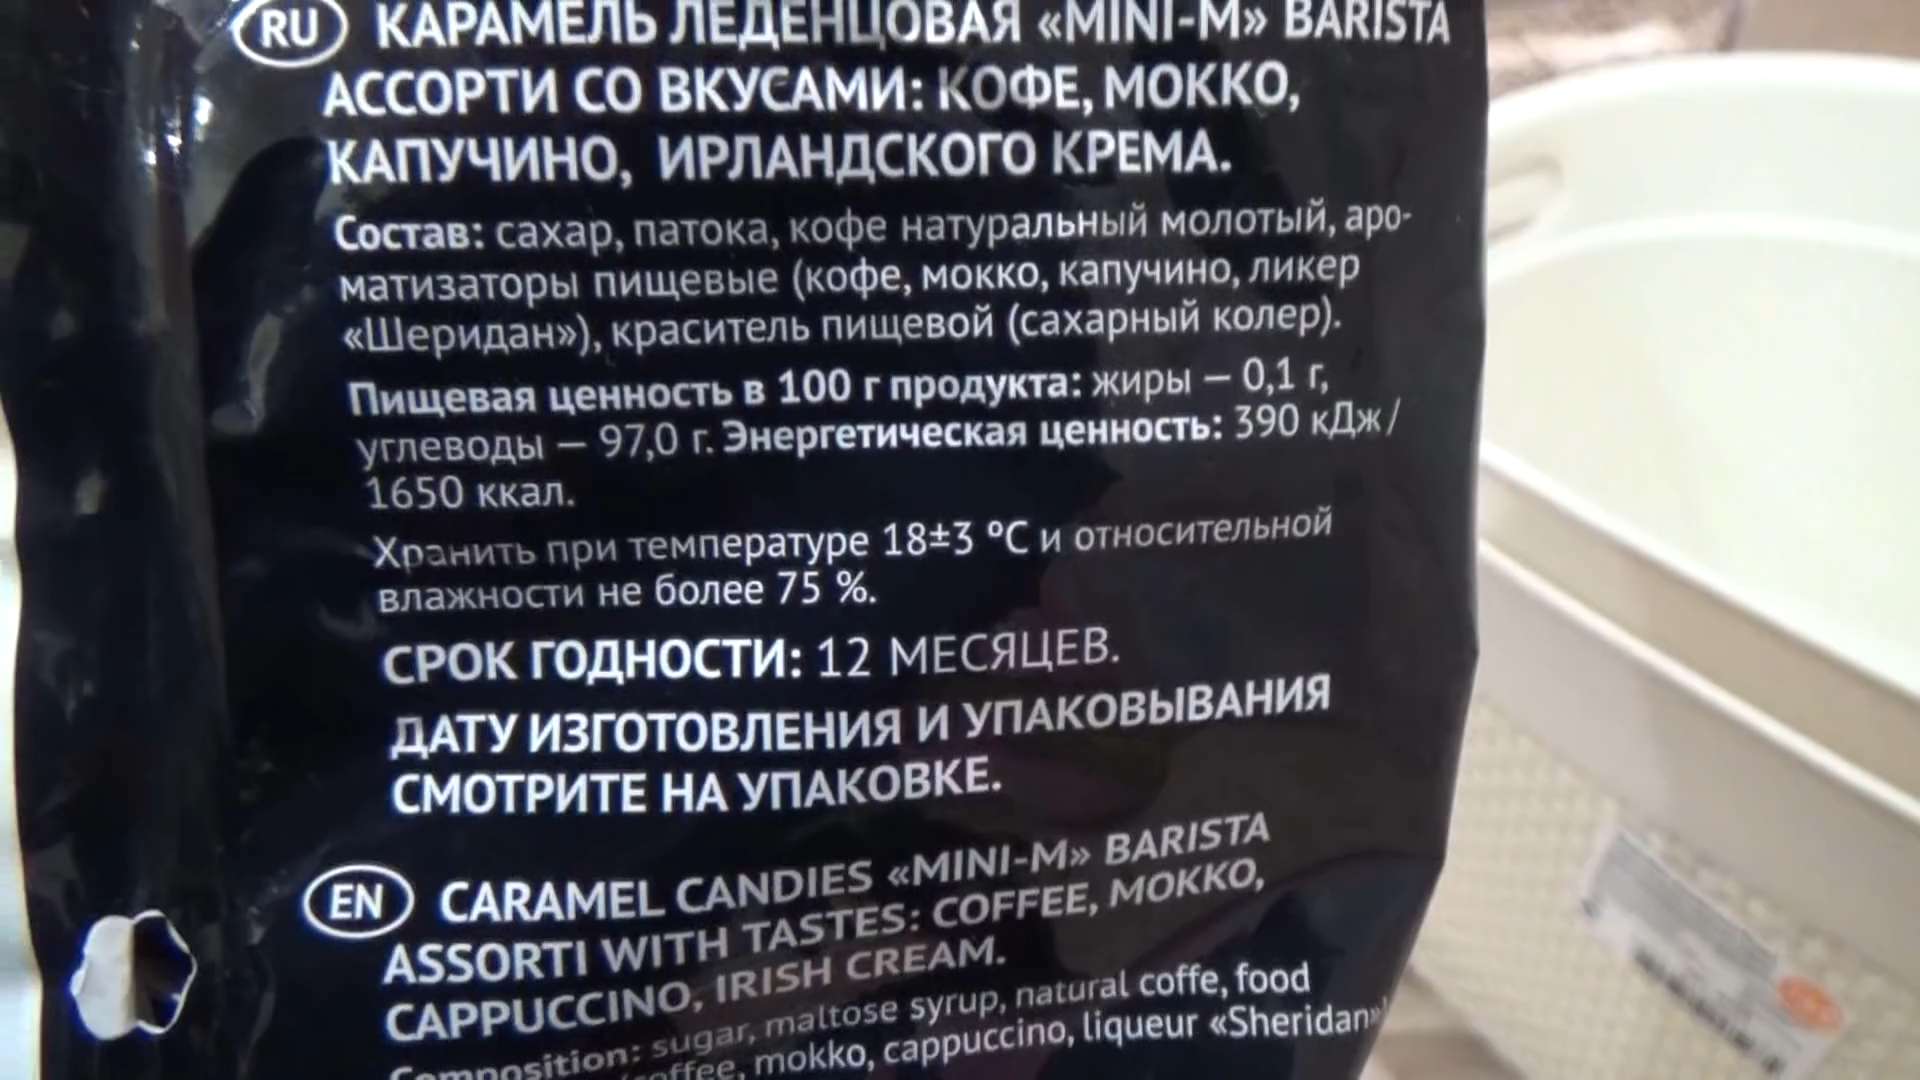 RU КАРАМЕЛЬ ЛЕДЕНЦОВАЯ «MINI-M» BARISTA
АССОРТИ СО ВКУСАМИ: КОФЕ, МОККО,
КАПУЧИНО, ИРЛАНДСКОГО КРЕМА.
Состав: сахар, патока, кофе натуральный молотый, аро-
матизаторы пищевые (кофе, мокко, капучино, ликер
«Шеридан»), краситель пищевой (сахарный колер).
Пищевая ценность в 100 г продукта: жиры — 0,1 г,
углеводы — 97,0 г. Энергетическая ценность: 390 кДж/
1650 ккал.
Хранить при температуре 18±3 °C и относительной
влажности не более 75 %.
СРОК ГОДНОСТИ: 12 МЕСЯЦЕВ.
ДАТУ ИЗГОТОВЛЕНИЯ И УПАКОВЫВАНИЯ
СМОТРИТЕ НА УПАКОВКЕ.
EN CARAMEL CANDIES «MINI-M» BARISTA
ASSORTI WITH TASTES: COFFEE, MOKKO,
CAPPUCCINO, IRISH CREAM.
Composition: sugar, maltose syrup, natural coffe, food
mokko, cappuccino, liqueur «Sheridan»